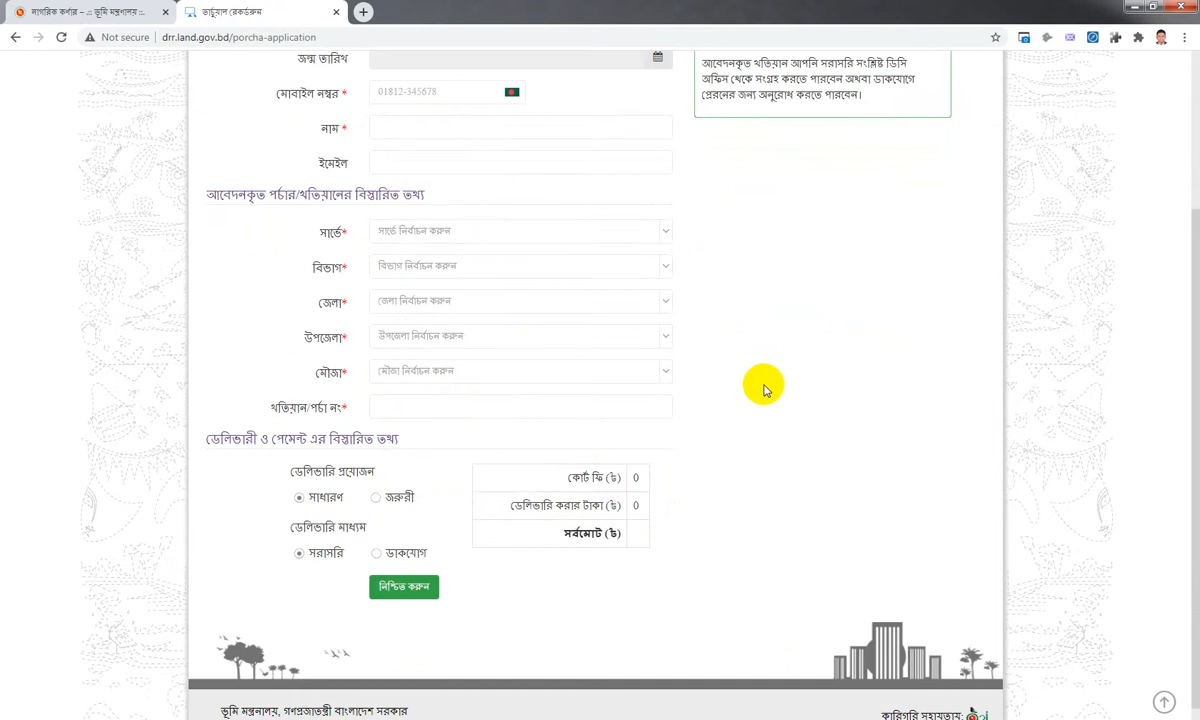 নাগরিক কর্ণার – .:: ভূমি মন্ত্রণালয় ::.
ভার্চুয়াল রেকর্ডরুম
Not secure | drr.land.gov.bd/porcha-application
জন্ম তারিখ
মোবাইল নম্বর *
01812-345678
নাম *
ইমেইল
আবেদনকৃত খতিয়ান আপনি সরাসরি সংশ্লিষ্ট ডিসি
অফিস থেকে সংগ্রহ করতে পারবেন অথবা ডাকযোগে
প্রেরনের জন্য অনুরোধ করতে পারবেন।
আবেদনকৃত পর্চার/খতিয়ানের বিস্তারিত তথ্য
সার্ভে* সার্ভে নির্বাচন করুন
বিভাগ* বিভাগ নির্বাচন করুন
জেলা* জেলা নির্বাচন করুন
উপজেলা* উপজেলা নির্বাচন করুন
মৌজা* মৌজা নির্বাচন করুন
খতিয়ান/পর্চা নং*
ডেলিভারী ও পেমেন্ট এর বিস্তারিত তথ্য
ডেলিভারি প্রয়োজন
সাধারণ জরুরী
ডেলিভারি মাধ্যম
সরাসরি ডাকযোগ
কোর্ট ফি (৳) 0
ডেলিভারি করার টাকা (৳) 0
সর্বমোট (৳)
নিশ্চিত করুন
ভূমি মন্ত্রনালয়, গণপ্রজাতন্ত্রী বাংলাদেশ সরকার
কারিগরি সহায়তায়: